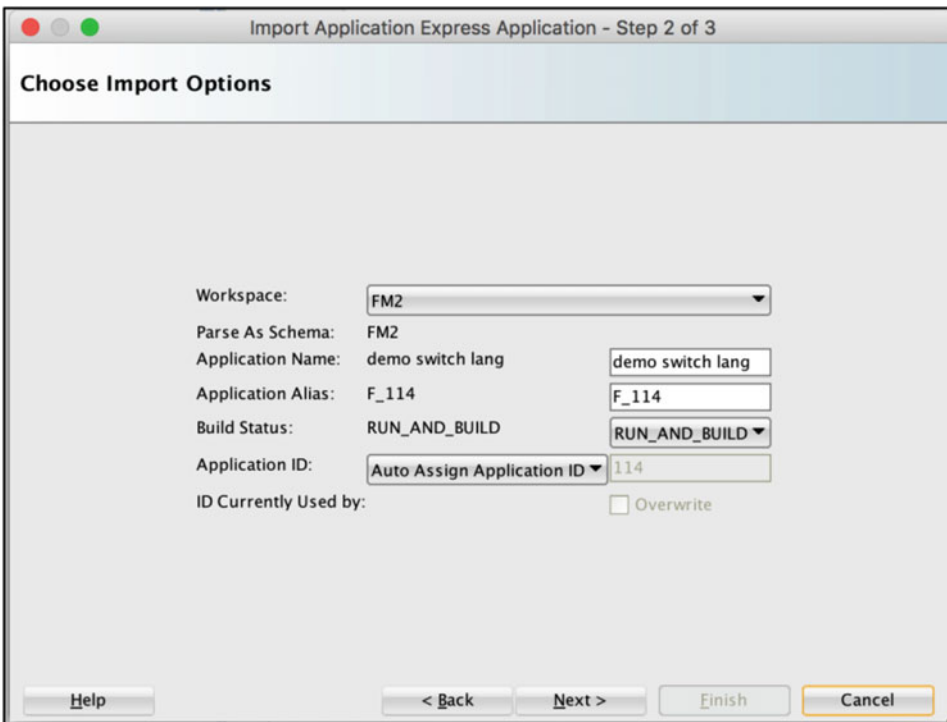 Import Application Express Application - Step 2 of 3
Choose Import Options
Workspace: FM2
Parse As Schema: FM2
Application Name: demo switch lang demo switch lang
Application Alias: F_114 F_114
Build Status: RUN_AND_BUILD RUN_AND_BUILD
Application ID: Auto Assign Application ID 114
ID Currently Used by: Overwrite
Help < Back Next > Finish Cancel